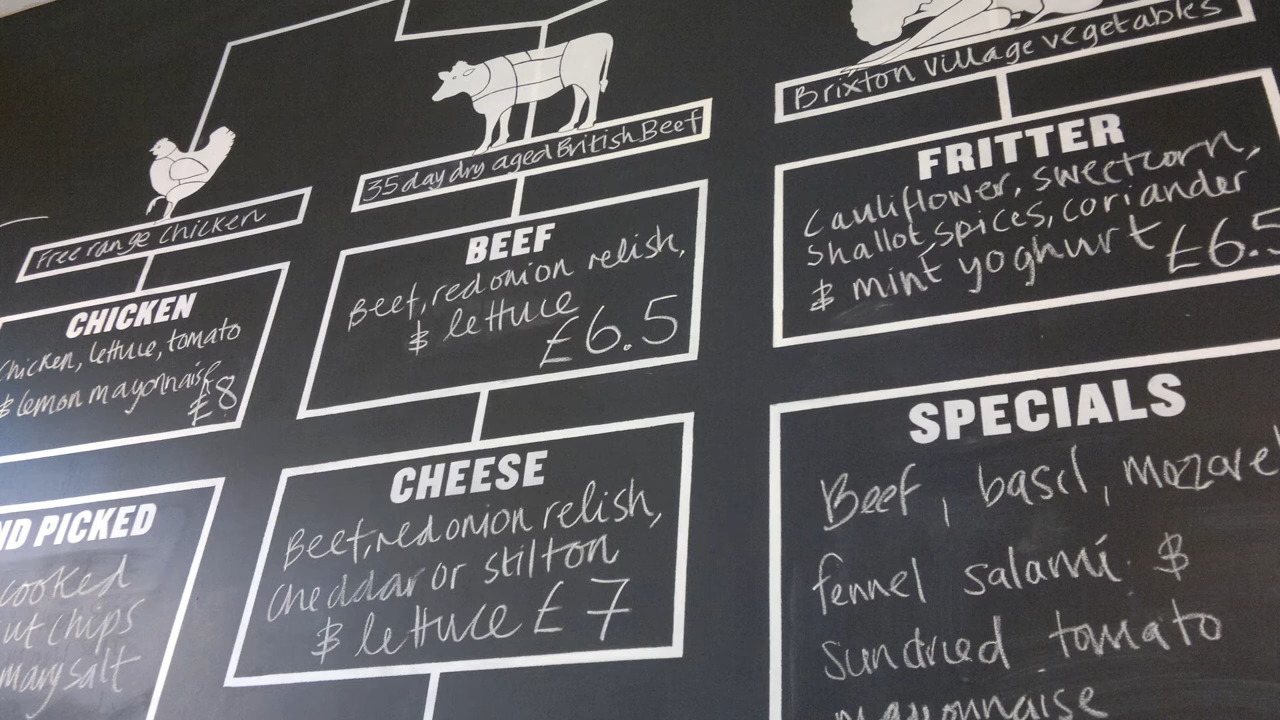 Free range chicken
CHICKEN
Chicken, lettuce, tomato
& lemon mayonnaise
£8
ND PICKED
cooked
ut chips
mary salt
35 day dry aged British Beef
BEEF
Beef, red onion relish,
& lettuce
£6.5
CHEESE
Beef, red onion relish,
cheddar or stilton
& lettuce £7
Brixton village vegetables
FRITTER
Cauliflower, sweetcorn,
shallot, spices, coriander
& mint yoghurt £6.5
SPECIALS
Beef, basil, mozzarel
fennel salami &
sundried tomato
mayonnaise